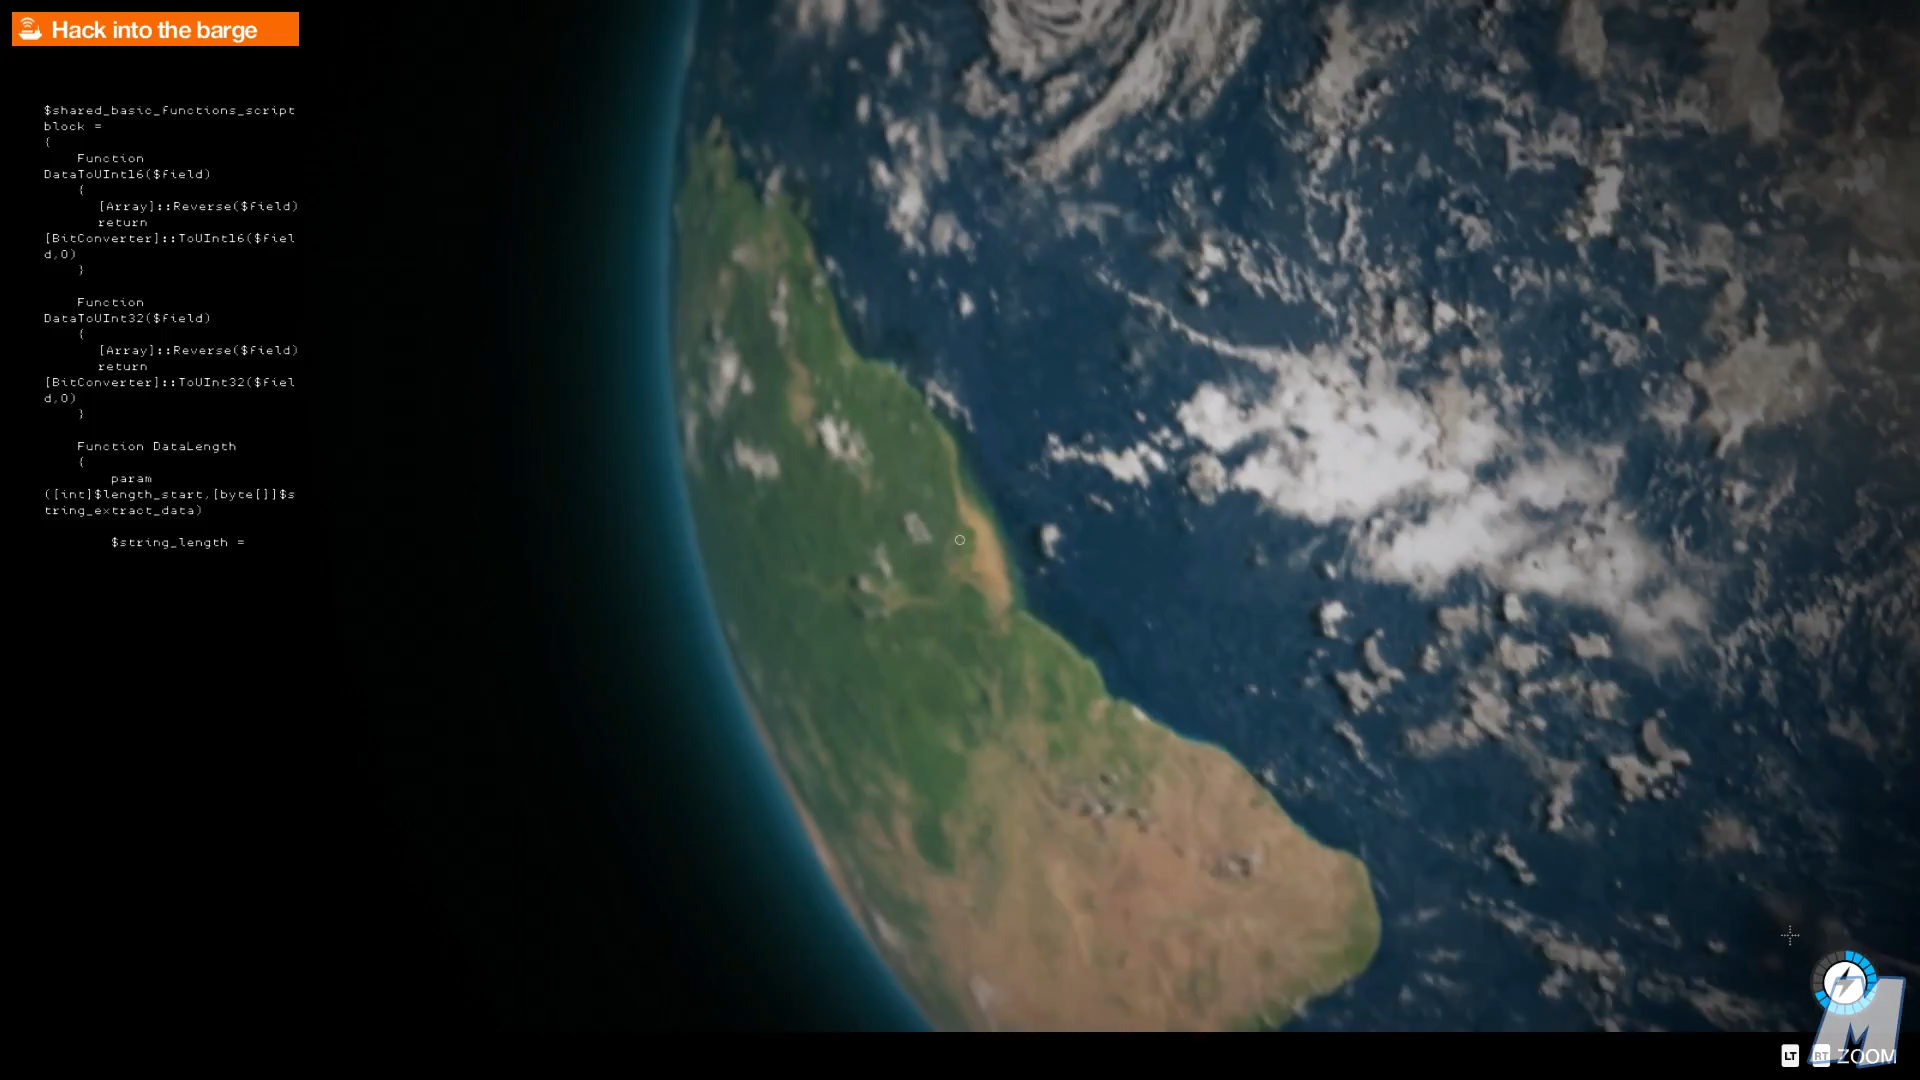 Hack into the barge
$shared_basic_functions_script
block =
{
Function
DataToUInt16($field)
{
[Array]::Reverse($field)
return
[BitConverter]::ToUInt16($fiel
d,0)
}
Function
DataToUInt32($field)
{
[Array]::Reverse($field)
return
[BitConverter]::ToUInt32($fiel
d,0)
}
Function DataLength
{
param
([int]$length_start,[byte[]]$s
tring_extract_data)
$string_length =
M
LT RT ZOOM